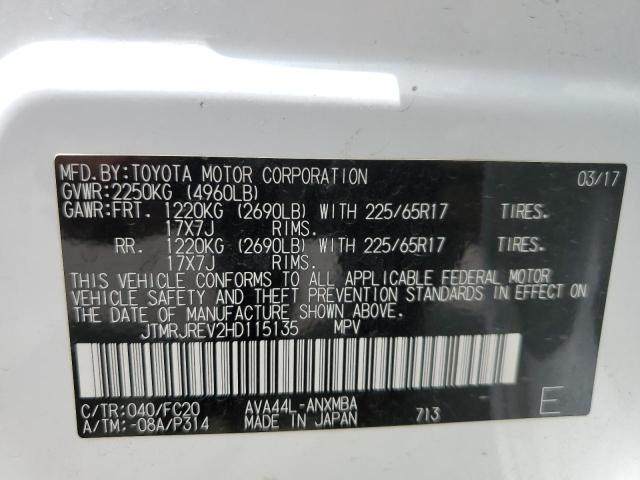 MFD.BY:TOYOTA MOTOR CORPORATION 03/17
GVWR:2250KG (4960LB)
GAWR:FRT. 1220KG (2690LB) WITH 225/65R17 TIRES.
17X7J RIMS.
RR. 1220KG (2690LB) WITH 225/65R17 TIRES.
17X7J RIMS.
THIS VEHICLE CONFORMS TO ALL APPLICABLE FEDERAL MOTOR
VEHICLE SAFETY AND THEFT PREVENTION STANDARDS IN EFFECT ON
THE DATE OF MANUFACTURE SHOWN ABOVE.
JTMRJREV2HD115135 MPV
C/TR:040/FC20 AVA44L-ANXMBA
A/TM:-08A/P314 MADE IN JAPAN 713 E